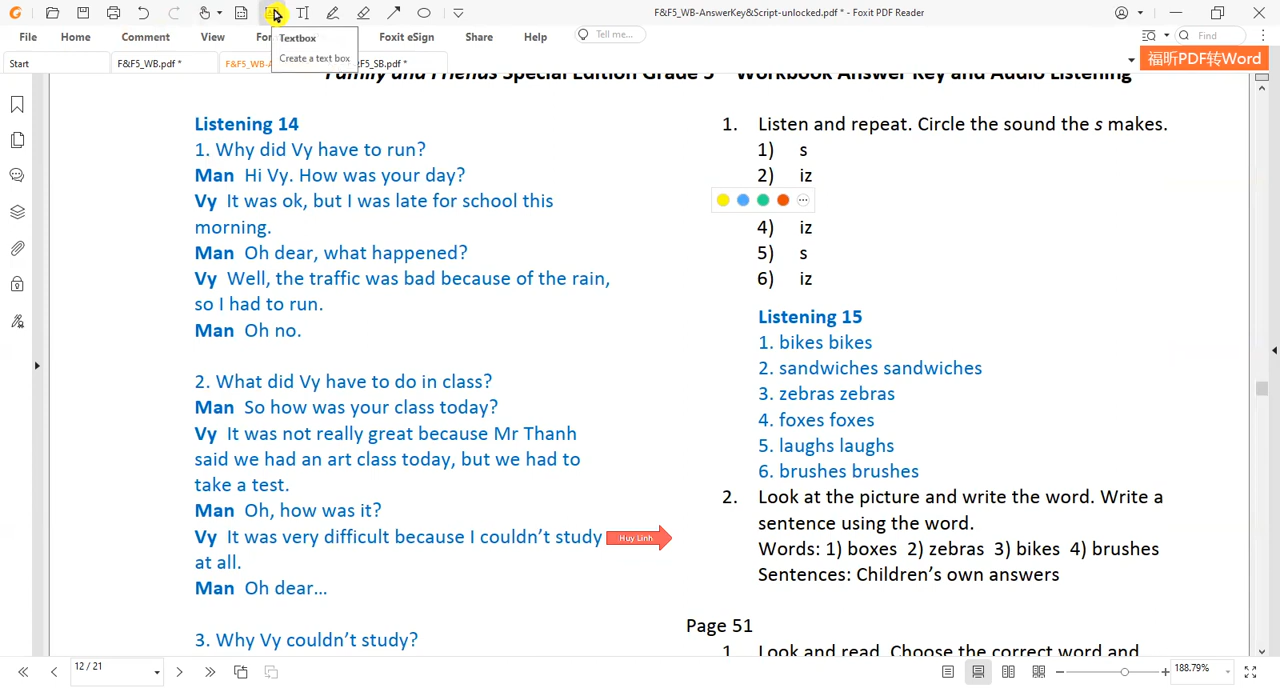 F&F5_WB-AnswerKey&Script-unlocked.pdf * - Foxit PDF Reader
File Home Comment View For Foxit eSign Share Help Tell me... Find
Textbox
Create a text box
Start F&F5_WB.pdf * F&F5_WB-A &F5_SB.pdf *
福昕PDF转Word
Family and Friends Special Edition Grade 5 Workbook Answer Key and Audio Listening
Listening 14
1. Why did Vy have to run?
Man Hi Vy. How was your day?
Vy It was ok, but I was late for school this
morning.
Man Oh dear, what happened?
Vy Well, the traffic was bad because of the rain,
so I had to run.
Man Oh no.
2. What did Vy have to do in class?
Man So how was your class today?
Vy It was not really great because Mr Thanh
said we had an art class today, but we had to
take a test.
Man Oh, how was it?
Vy It was very difficult because I couldn't study
at all.
Man Oh dear...
3. Why Vy couldn't study?
Huy Linh
1. Listen and repeat. Circle the sound the s makes.
1) s
2) iz
4) iz
5) s
6) iz
Listening 15
1. bikes bikes
2. sandwiches sandwiches
3. zebras zebras
4. foxes foxes
5. laughs laughs
6. brushes brushes
2. Look at the picture and write the word. Write a
sentence using the word.
Words: 1) boxes 2) zebras 3) bikes 4) brushes
Sentences: Children's own answers
Page 51
1 Look and read. Choose the correct word and
12 / 21
188.79%